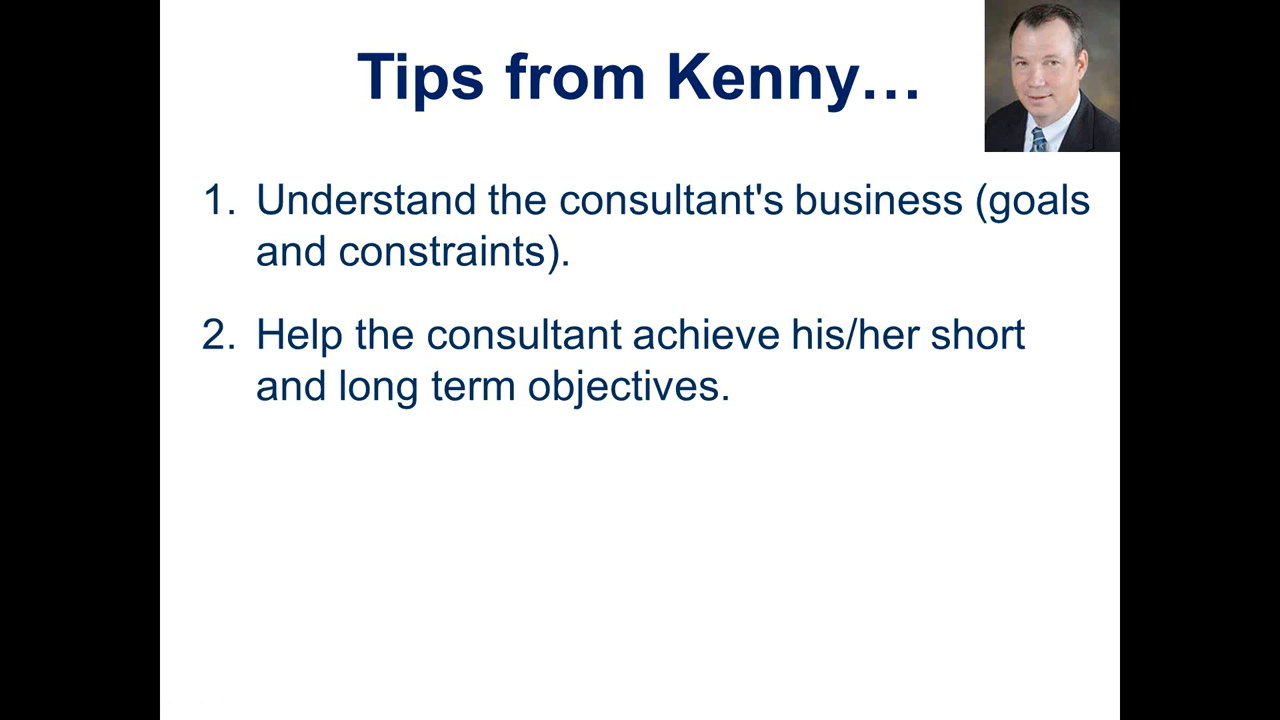 Tips from Kenny…
1. Understand the consultant's business (goals
and constraints).
2. Help the consultant achieve his/her short
and long term objectives.